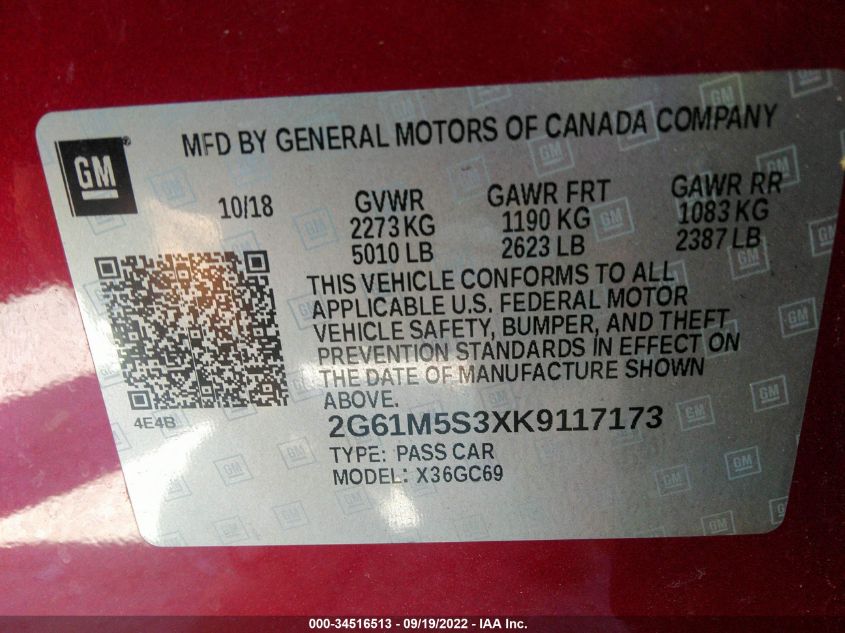 MFD BY GENERAL MOTORS OF CANADA COMPANY
GM
10/18 GVWR GAWR FRT GAWR RR
2273 KG 1190 KG 1083 KG
5010 LB 2623 LB 2387 LB
THIS VEHICLE CONFORMS TO ALL
APPLICABLE U.S. FEDERAL MOTOR
VEHICLE SAFETY, BUMPER, AND THEFT
PREVENTION STANDARDS IN EFFECT ON
THE DATE OF MANUFACTURE SHOWN
ABOVE.
4E4B
2G61M5S3XK9117173
TYPE: PASS CAR
MODEL: X36GC69
000-34516513 - 09/19/2022 - IAA Inc.